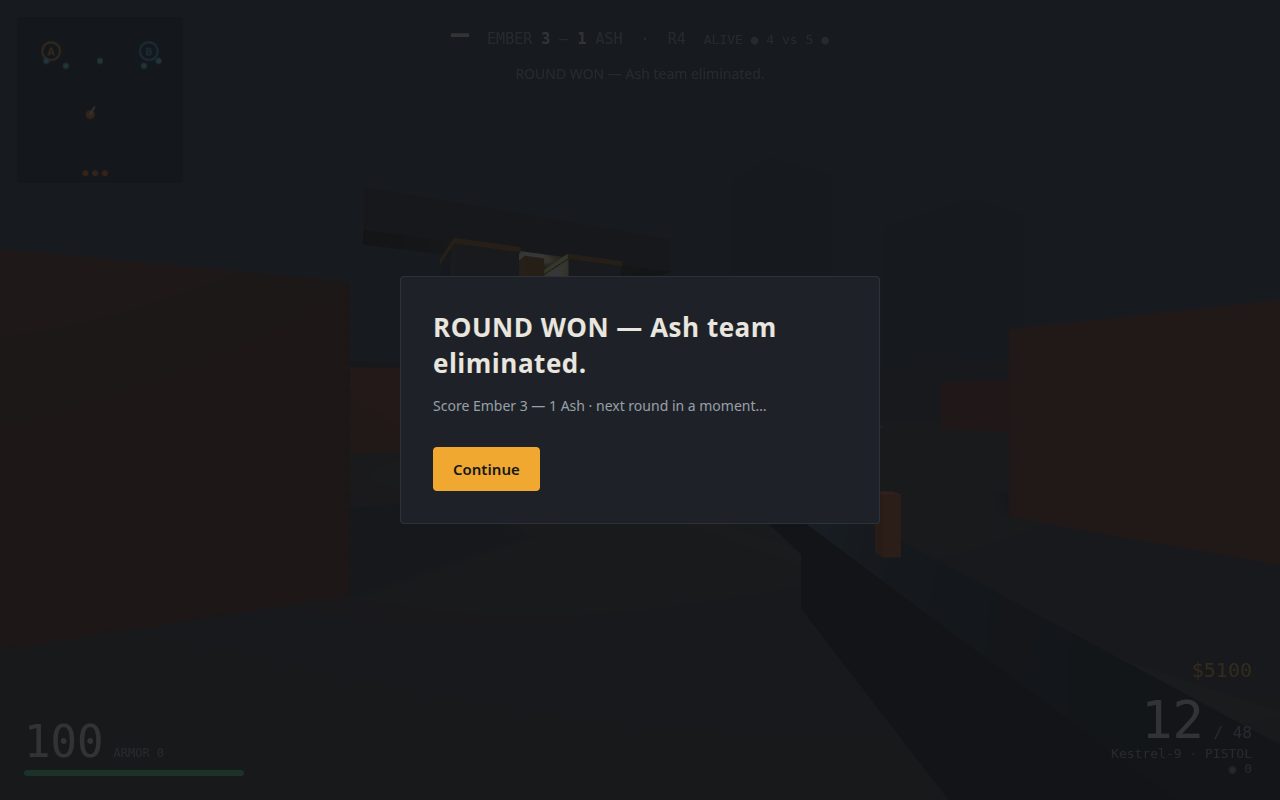 A
B
EMBER 3 — 1 ASH · R4 ALIVE ● 4 vs 5 ●
ROUND WON — Ash team eliminated.
ROUND WON — Ash team
eliminated.
Score Ember 3 — 1 Ash · next round in a moment…
Continue
$5100
100 ARMOR 0
12 / 48
Kestrel-9 · PISTOL
● 0